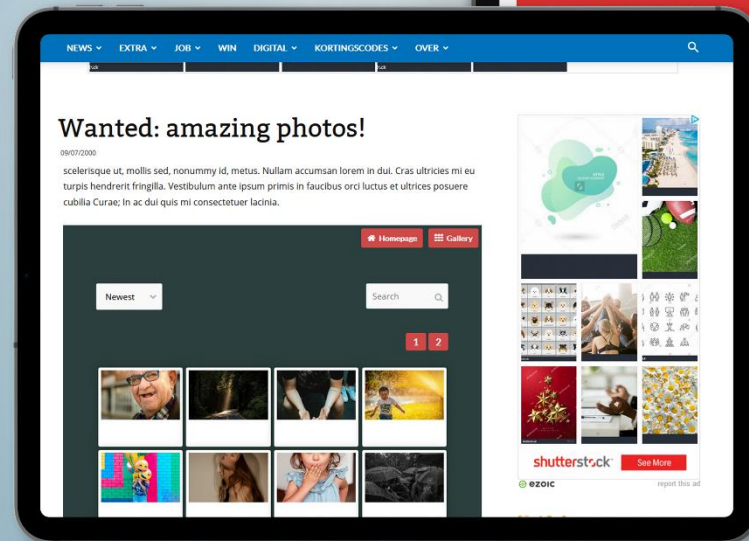 NEWS EXTRA JOB WIN DIGITAL KORTINGSCODES OVER
Wanted: amazing photos!
09/07/2000
scelerisque ut, mollis sed, nonummy id, metus. Nullam accumsan lorem in dui. Cras ultricies mi eu
turpis hendrerit fringilla. Vestibulum ante ipsum primis in faucibus orci luctus et ultrices posuere
cubilia Curae; In ac dui quis mi consectetuer lacinia.
Homepage Gallery
Newest Search
1 2
shutterstock See More
ezoic report this ad